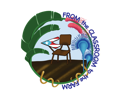 FROM the CLASSROOM to the FARM